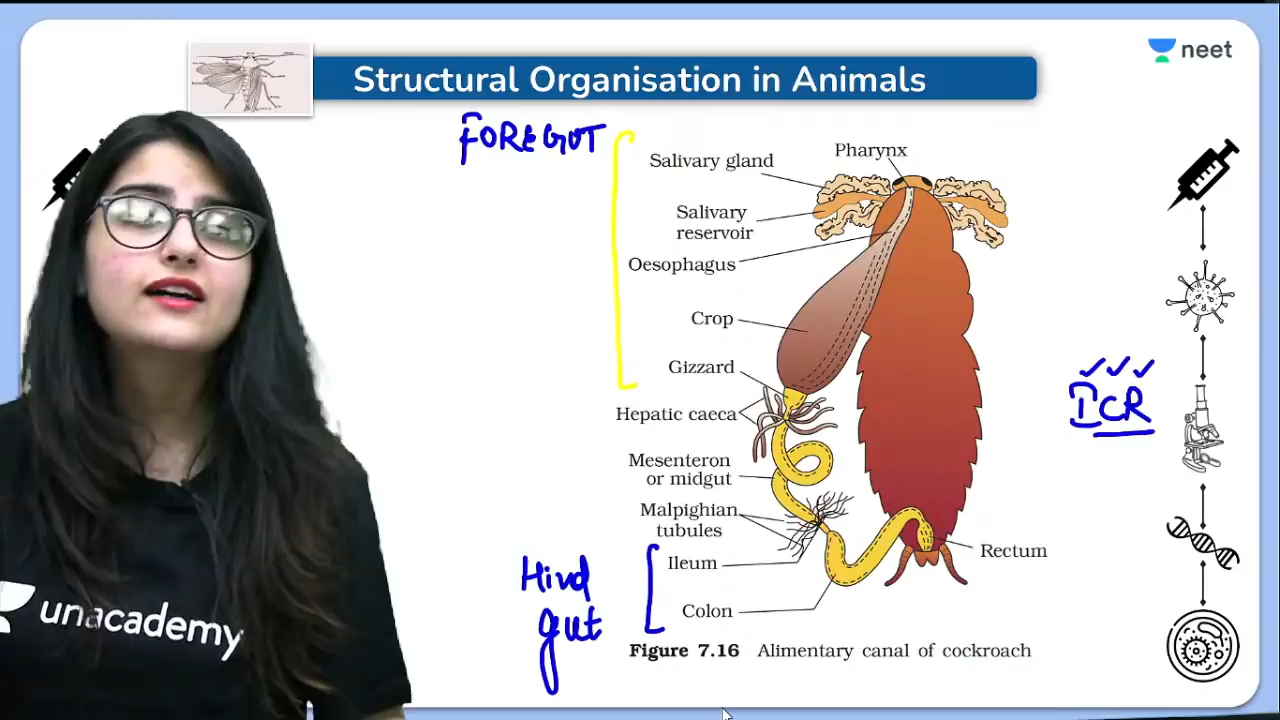 neet
Structural Organisation in Animals
FOREGUT
Pharynx
Salivary gland
Salivary
reservoir
Oesophagus
Crop
Gizzard
Hepatic caeca
Mesenteron
or midgut
Malpighian
tubules
Ileum
Colon
Rectum
ICR
Hind
gut
unacademy
Figure 7.16 Alimentary canal of cockroach